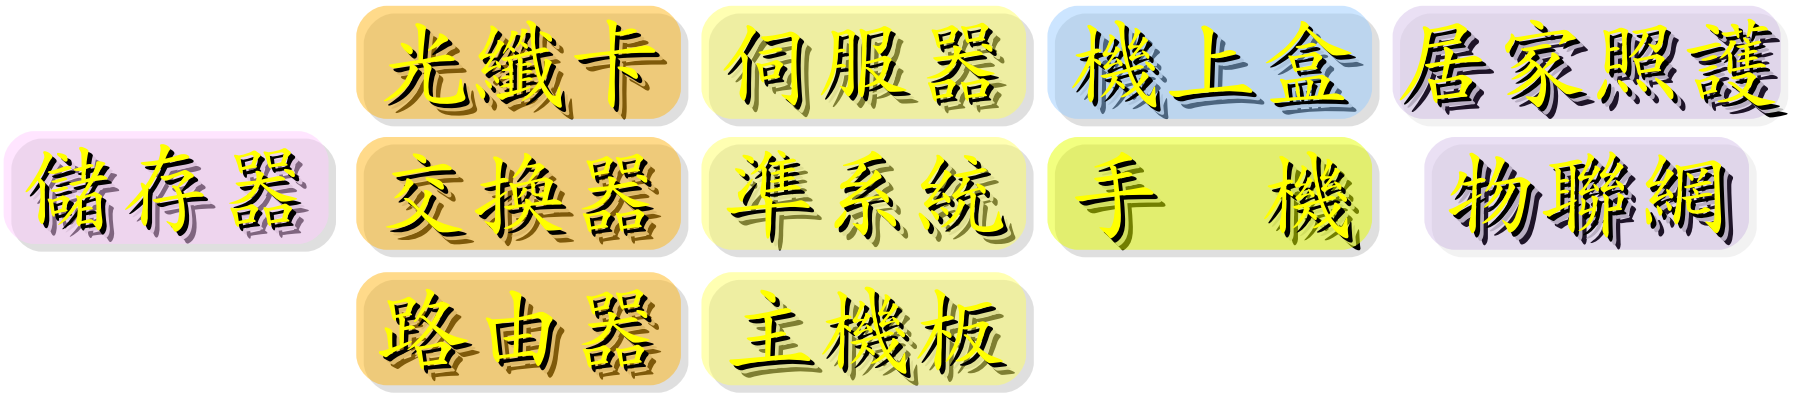 光纖卡 伺服器 機上盒 居家照護
儲存器 交換器 準系統 手 機 物聯網
路由器 主機板